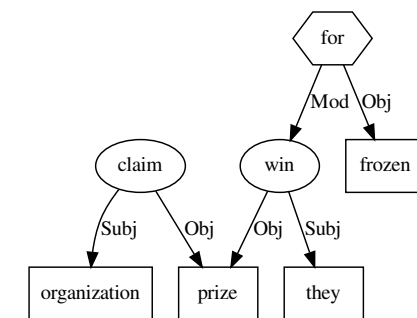 for
Mod Obj
claim win frozen
Subj Obj Obj Subj
organization prize they